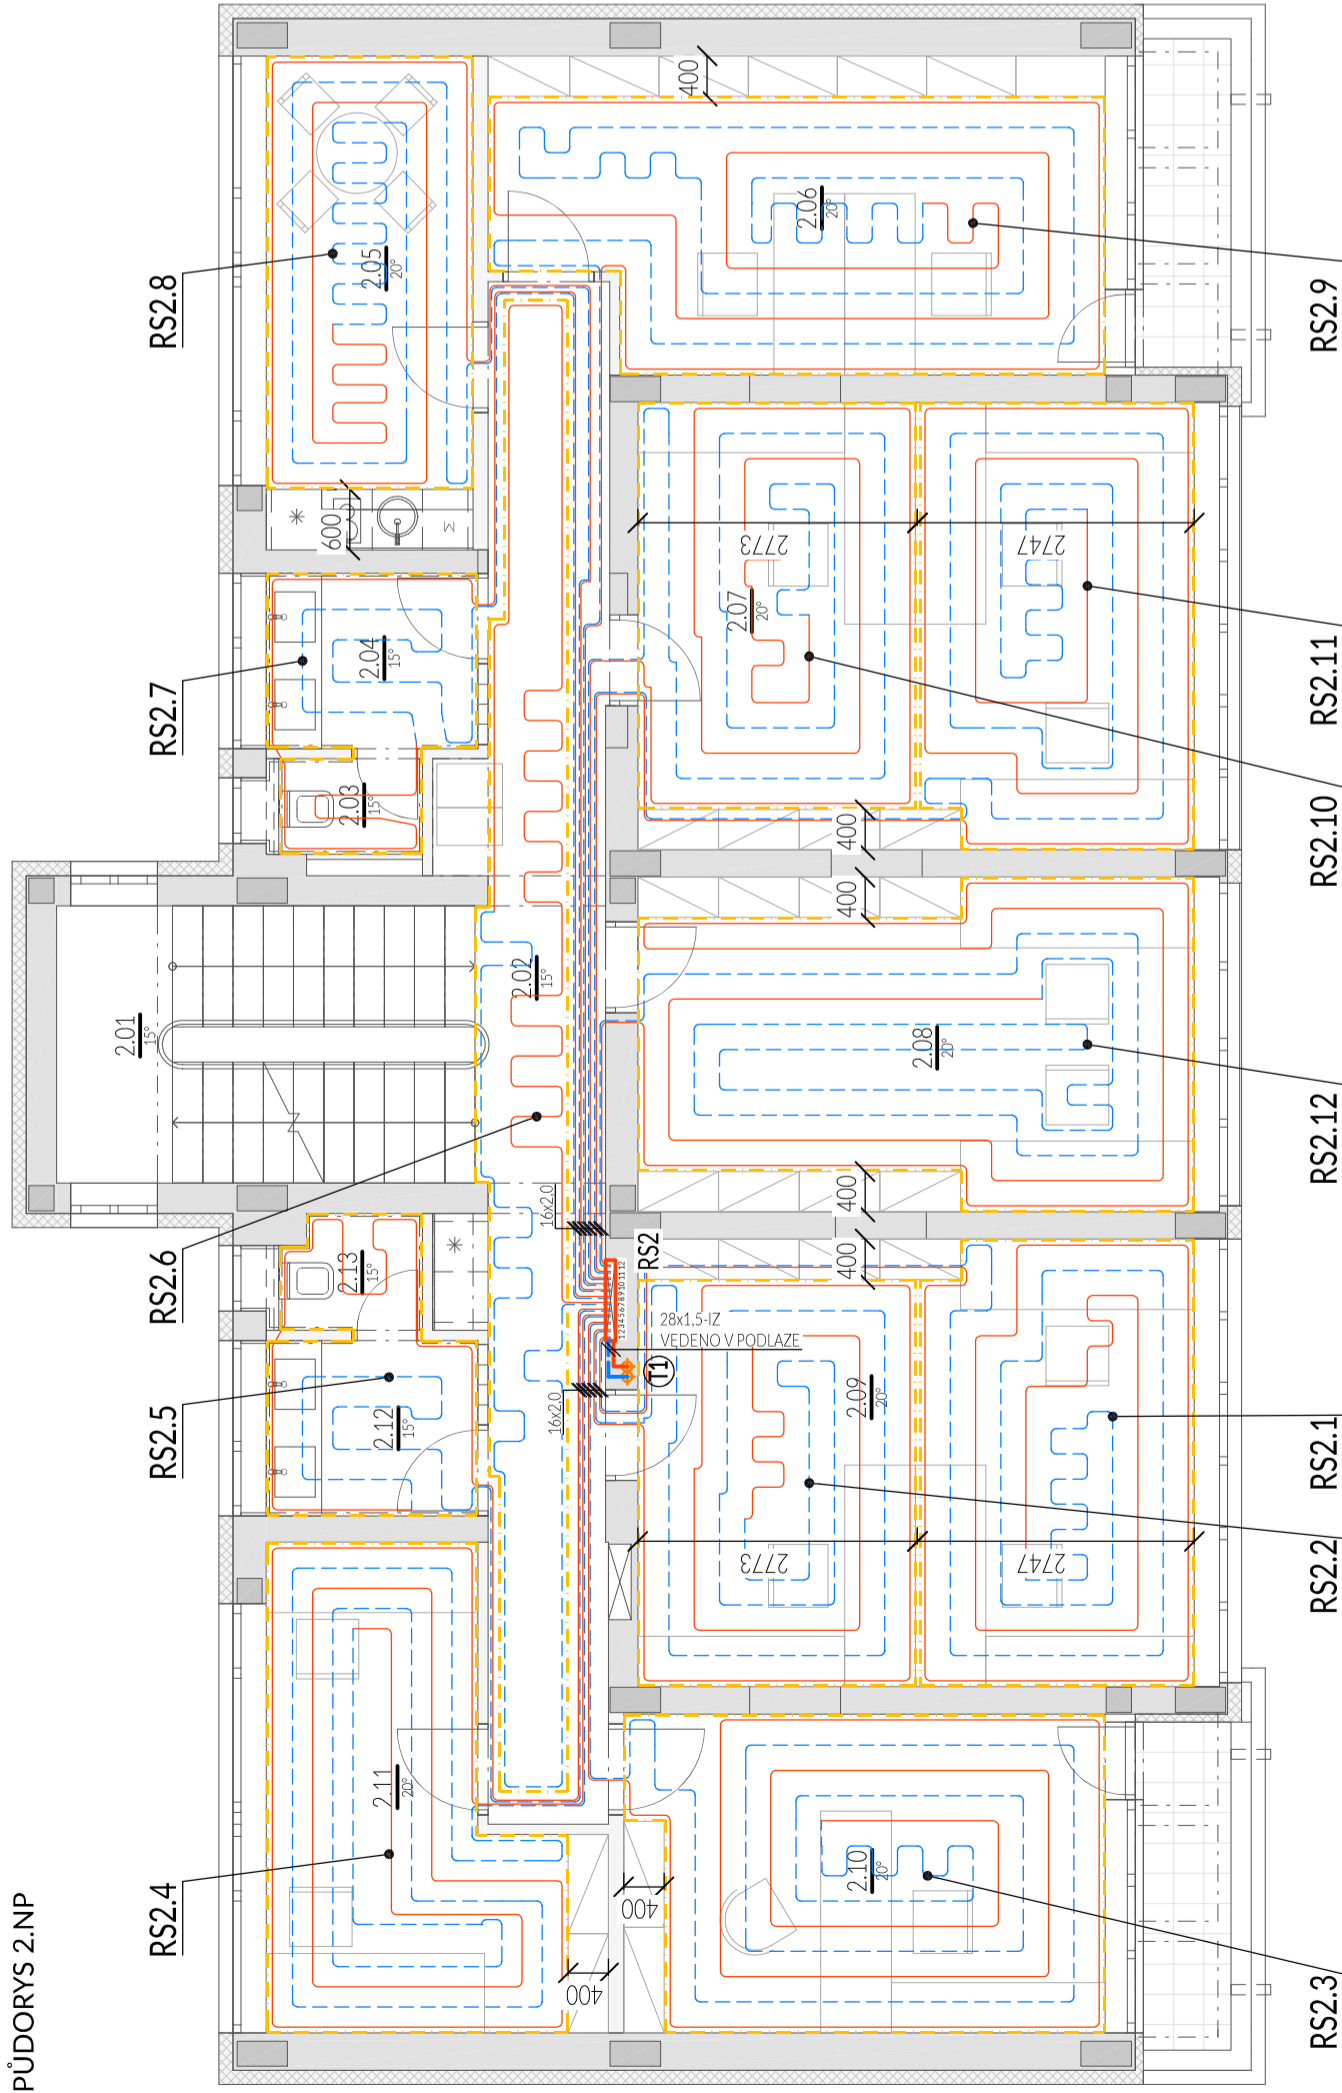 PŮDORYS 2.NP
RS2.4
RS2.5
RS2.6
RS2.7
RS2.8
2.01
15°
2.11
20°
2.12
15°
2.13
15°
2.03
15°
2.04
15°
600
M
2.05
20°
2.02
15°
16x2,0
16x2,0
RS2
123456789101112
28x1,5-IZ
VEDENO V PODLAZE
T1
400
400
2.10
20°
2773
2747
2.09
20°
400
400
2.08
20°
400
400
2.07
20°
2773
2747
2.06
20°
400
RS2.3
RS2.2
RS2.1
RS2.12
RS2.10
RS2.11
RS2.9